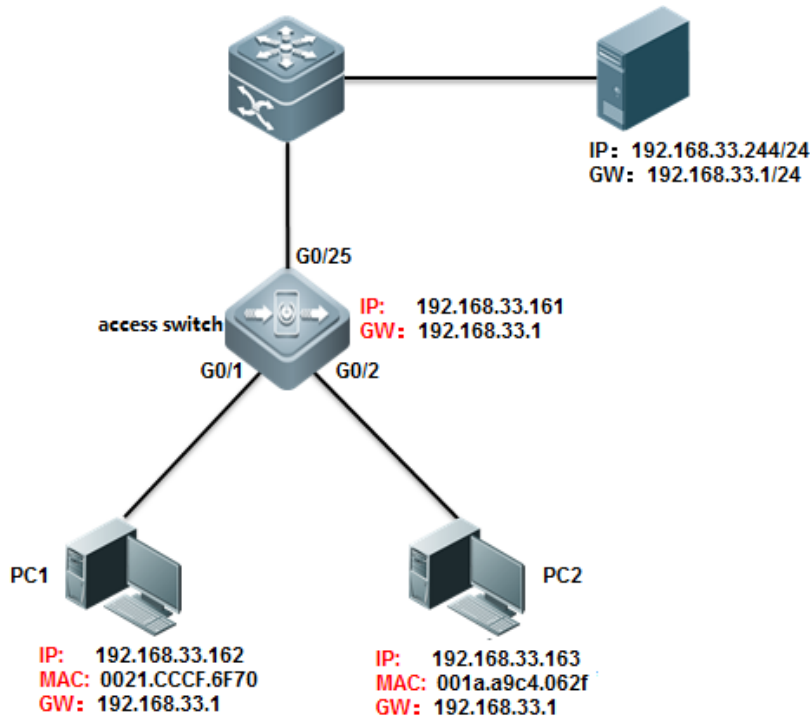 IP: 192.168.33.244/24
GW: 192.168.33.1/24
G0/25
access switch
IP: 192.168.33.161
GW: 192.168.33.1
G0/1
G0/2
PC1
PC2
IP: 192.168.33.162
MAC: 0021.CCCF.6F70
GW: 192.168.33.1
IP: 192.168.33.163
MAC: 001a.a9c4.062f
GW: 192.168.33.1